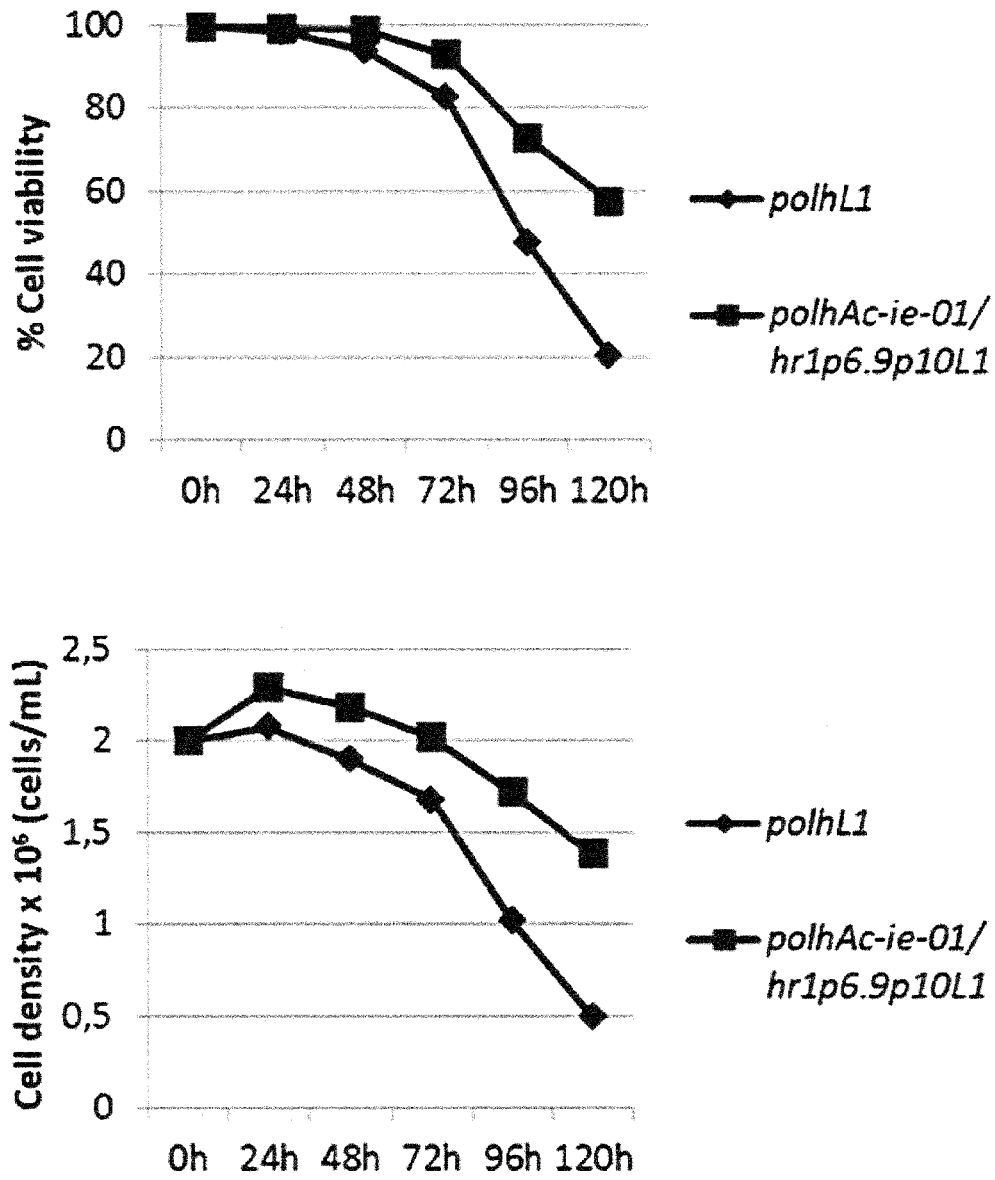 % Cell viability
100
80
60
40
20
0
0h 24h 48h 72h 96h 120h
polhL1
polhAc-ie-01/
hr1p6.9p10L1
Cell density x 10⁶ (cells/mL)
2,5
2
1,5
1
0,5
0
0h 24h 48h 72h 96h 120h
polhL1
polhAc-ie-01/
hr1p6.9p10L1